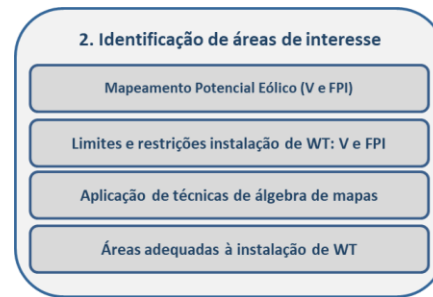 2. Identificação de áreas de interesse
Mapeamento Potencial Eólico (V e FPI)
Limites e restrições instalação de WT: V e FPI
Aplicação de técnicas de álgebra de mapas
Áreas adequadas à instalação de WT